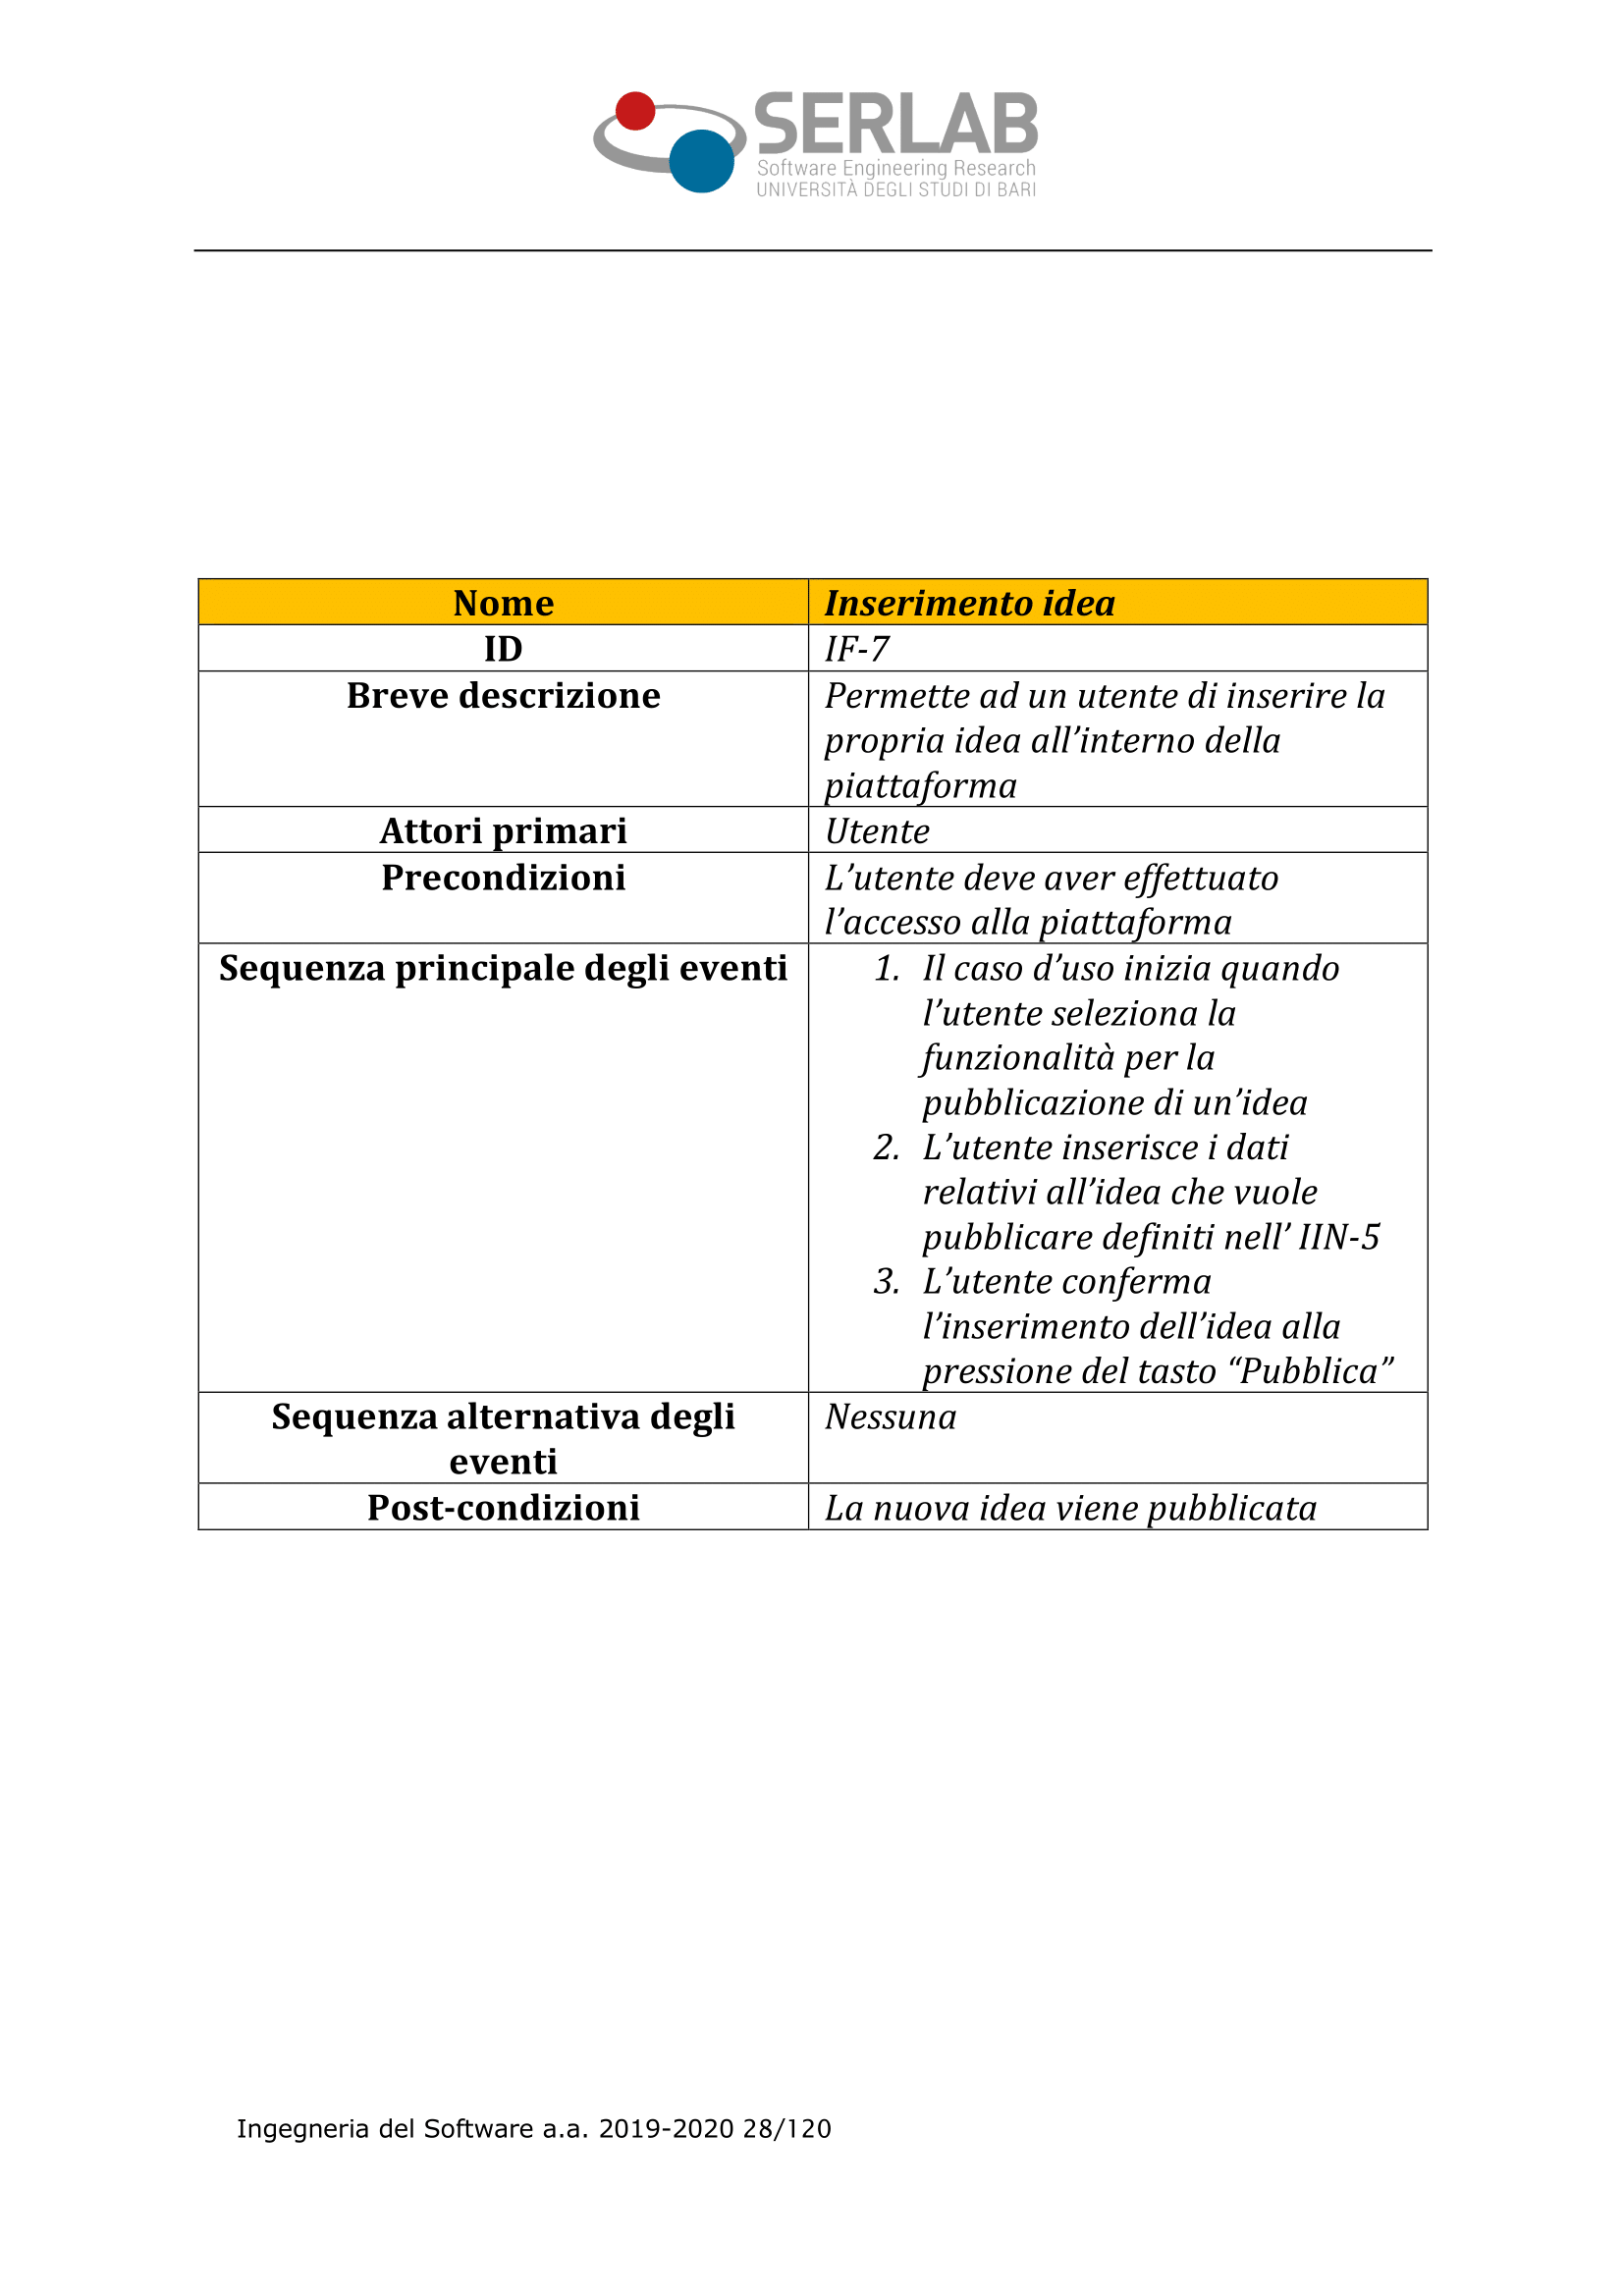 SERLAB
Software Engineering Research
UNIVERSITÀ DEGLI STUDI DI BARI
Nome
Inserimento idea
ID
IF-7
Breve descrizione
Permette ad un utente di inserire la
propria idea all’interno della
piattaforma
Attori primari
Utente
Precondizioni
L’utente deve aver effettuato
l’accesso alla piattaforma
Sequenza principale degli eventi
1. Il caso d’uso inizia quando
l’utente seleziona la
funzionalità per la
pubblicazione di un’idea
2. L’utente inserisce i dati
relativi all’idea che vuole
pubblicare definiti nell’ IIN-5
3. L’utente conferma
l’inserimento dell’idea alla
pressione del tasto “Pubblica”
Sequenza alternativa degli
eventi
Nessuna
Post-condizioni
La nuova idea viene pubblicata
Ingegneria del Software a.a. 2019-2020 28/120